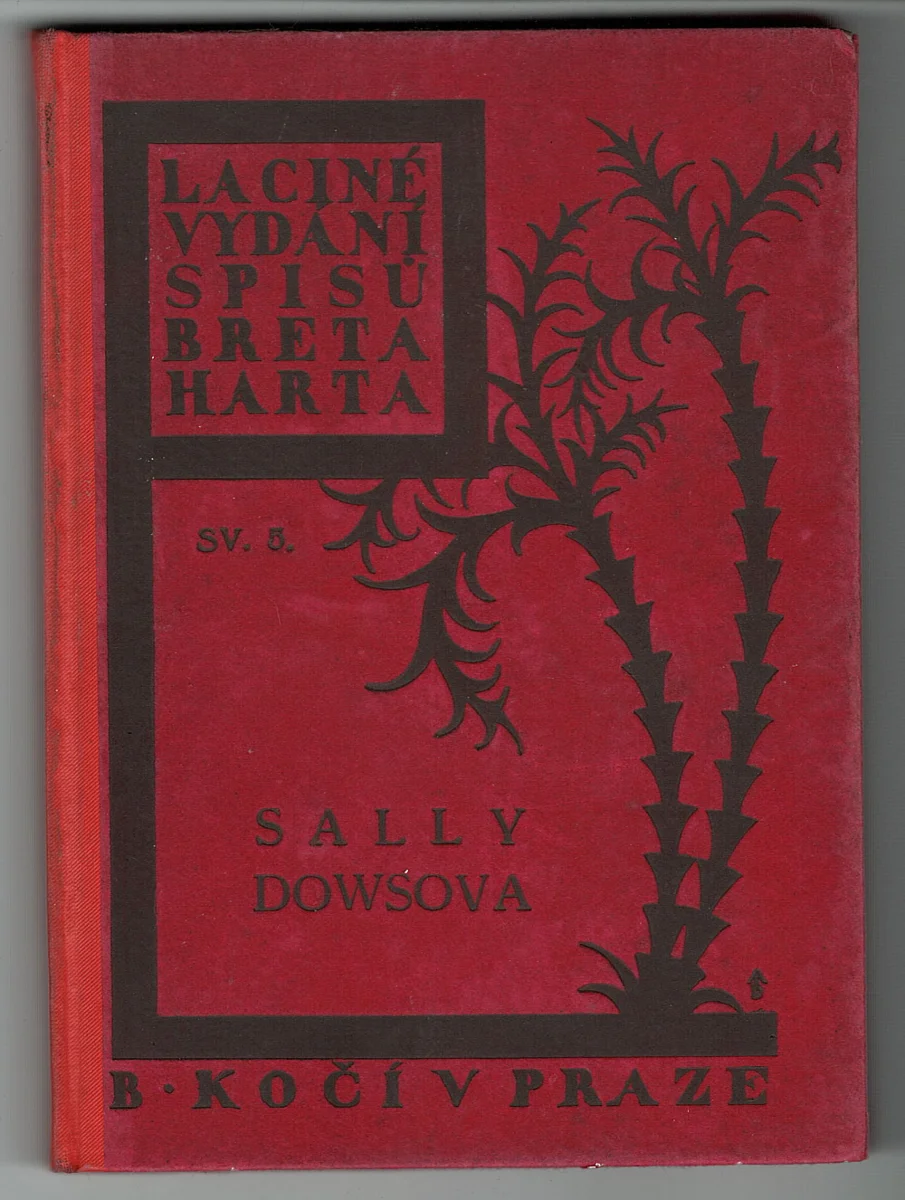 LACINÉ
VYDÁNÍ
SPISŮ
BRETA
HARTA
SV. 5.
SALLY
DOWSOVA
B. KOČÍ V PRAZE